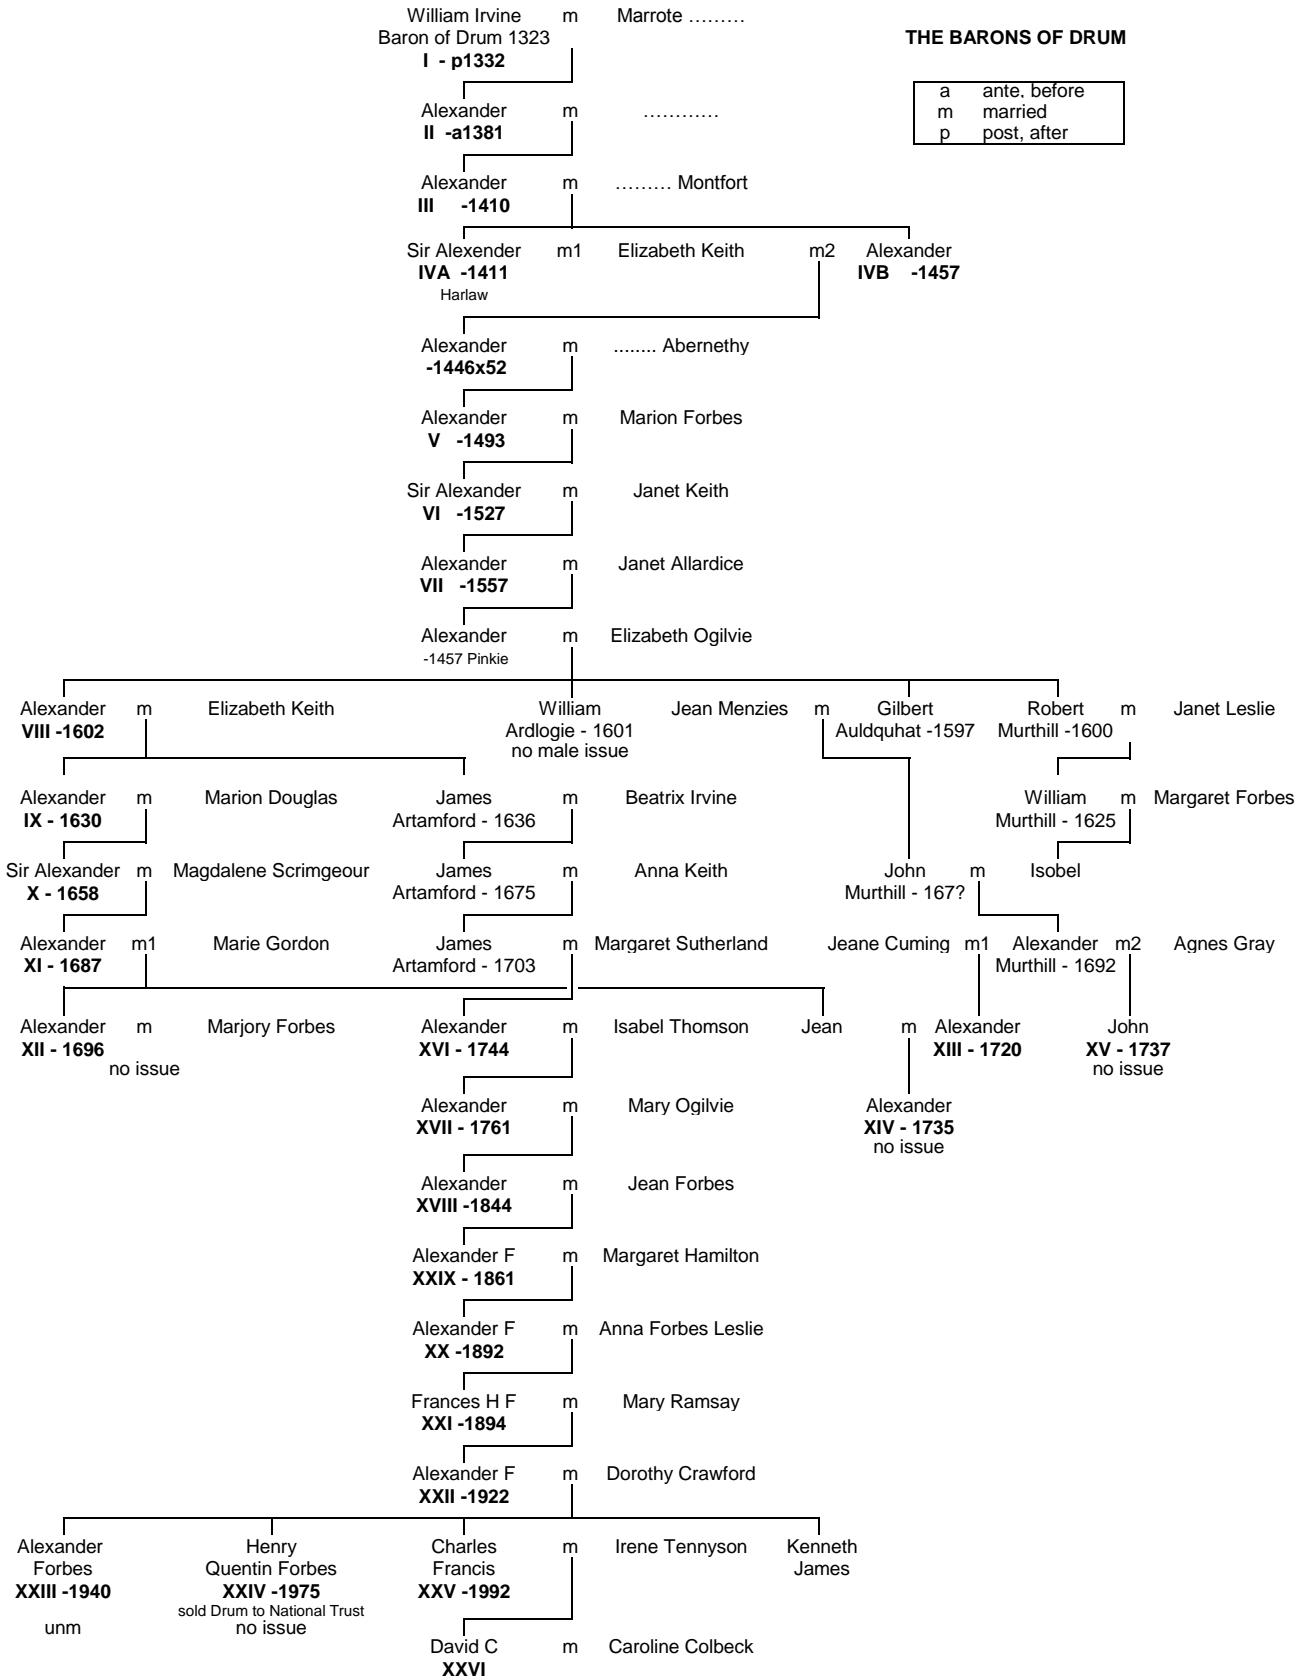 William Irvine m Marrote .........
Baron of Drum 1323
I - p1332
THE BARONS OF DRUM
a ante, before
m married
p post, after
Alexander m ............
II -a1381
Alexander m ......... Montfort
III -1410
Sir Alexender m1 Elizabeth Keith m2 Alexander
IVA -1411 IVB -1457
Harlaw
Alexander m ........ Abernethy
-1446x52
Alexander m Marion Forbes
V -1493
Sir Alexander m Janet Keith
VI -1527
Alexander m Janet Allardice
VII -1557
Alexander m Elizabeth Ogilvie
-1457 Pinkie
Alexander m Elizabeth Keith William Jean Menzies m Gilbert Robert m Janet Leslie
VIII -1602 Ardlogie - 1601 Auldquhat -1597 Murthill -1600
no male issue
Alexander m Marion Douglas James m Beatrix Irvine William m Margaret Forbes
IX - 1630 Artamford - 1636 Murthill - 1625
Sir Alexander m Magdalene Scrimgeour James m Anna Keith John m Isobel
X - 1658 Artamford - 1675 Murthill - 167?
Alexander m1 Marie Gordon James m Margaret Sutherland Jeane Cuming m1 Alexander m2 Agnes Gray
XI - 1687 Artamford - 1703 Murthill - 1692
Alexander m Marjory Forbes Alexander m Isabel Thomson Jean m Alexander John
XII - 1696 XVI - 1744 XIII - 1720 XV - 1737
no issue no issue
Alexander m Mary Ogilvie Alexander
XVII - 1761 XIV - 1735
no issue
Alexander m Jean Forbes
XVIII -1844
Alexander F m Margaret Hamilton
XXIX - 1861
Alexander F m Anna Forbes Leslie
XX -1892
Frances H F m Mary Ramsay
XXI -1894
Alexander F m Dorothy Crawford
XXII -1922
Alexander Henry Charles m Irene Tennyson Kenneth
Forbes Quentin Forbes Francis James
XXIII -1940 XXIV -1975 XXV -1992
sold Drum to National Trust
unm no issue
David C m Caroline Colbeck
XXVI